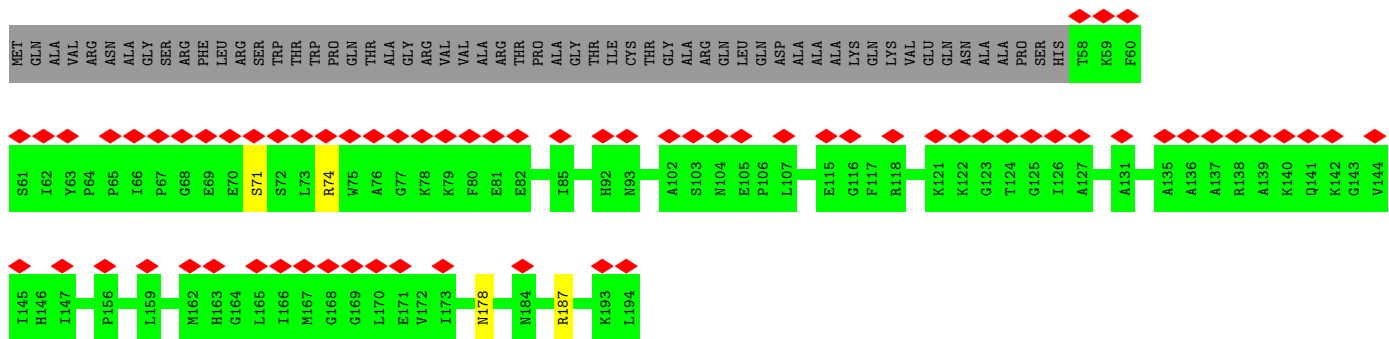 MET GLN ALA VAL ARG ASN ALA GLY SER ARG PHE LEU ARG SER TRP THR TRP PRO GLN THR ALA GLY ARG VAL VAL ALA ARG THR PRO ALA GLY THR ILE CYS THR GLY ALA ARG GLN LEU GLN ASP ALA ALA ALA LYS GLN LYS VAL GLU GLN ASN ALA ALA PRO SER HIS T58 K59 F60
S61 I62 Y63 P64 P65 I66 P67 G68 E69 E70 S71 S72 L73 R74 W75 A76 G77 K78 K79 F80 E81 E82 I85 H92 N93 A102 S103 N104 E105 P106 L107 E115 G116 F117 R118 K121 K122 G123 T124 G125 I126 A127 A131 A135 A136 A137 R138 A139 K140 Q141 K142 G143 V144
I145 H146 I147 P156 L159 M162 H163 G164 L165 I166 M167 G168 G169 L170 E171 V172 I173 N178 N184 R187 K193 L194